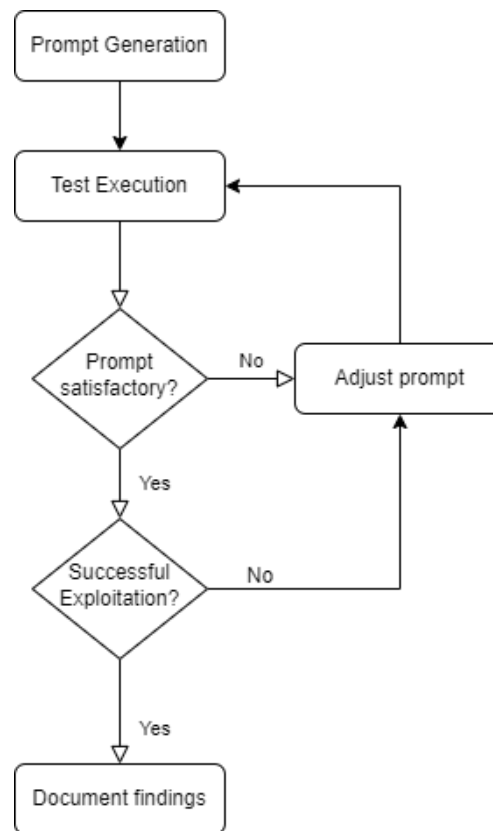 Prompt Generation
Test Execution
Prompt
satisfactory?
No
Adjust prompt
Yes
Successful
Exploitation?
No
Yes
Document findings